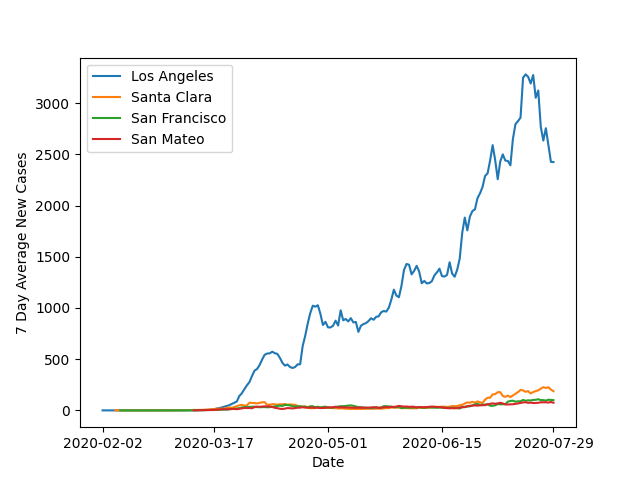 Los Angeles
Santa Clara
San Francisco
San Mateo
7 Day Average New Cases
3000
2500
2000
1500
1000
500
0
2020-02-02 2020-03-17 2020-05-01 2020-06-15 2020-07-29
Date